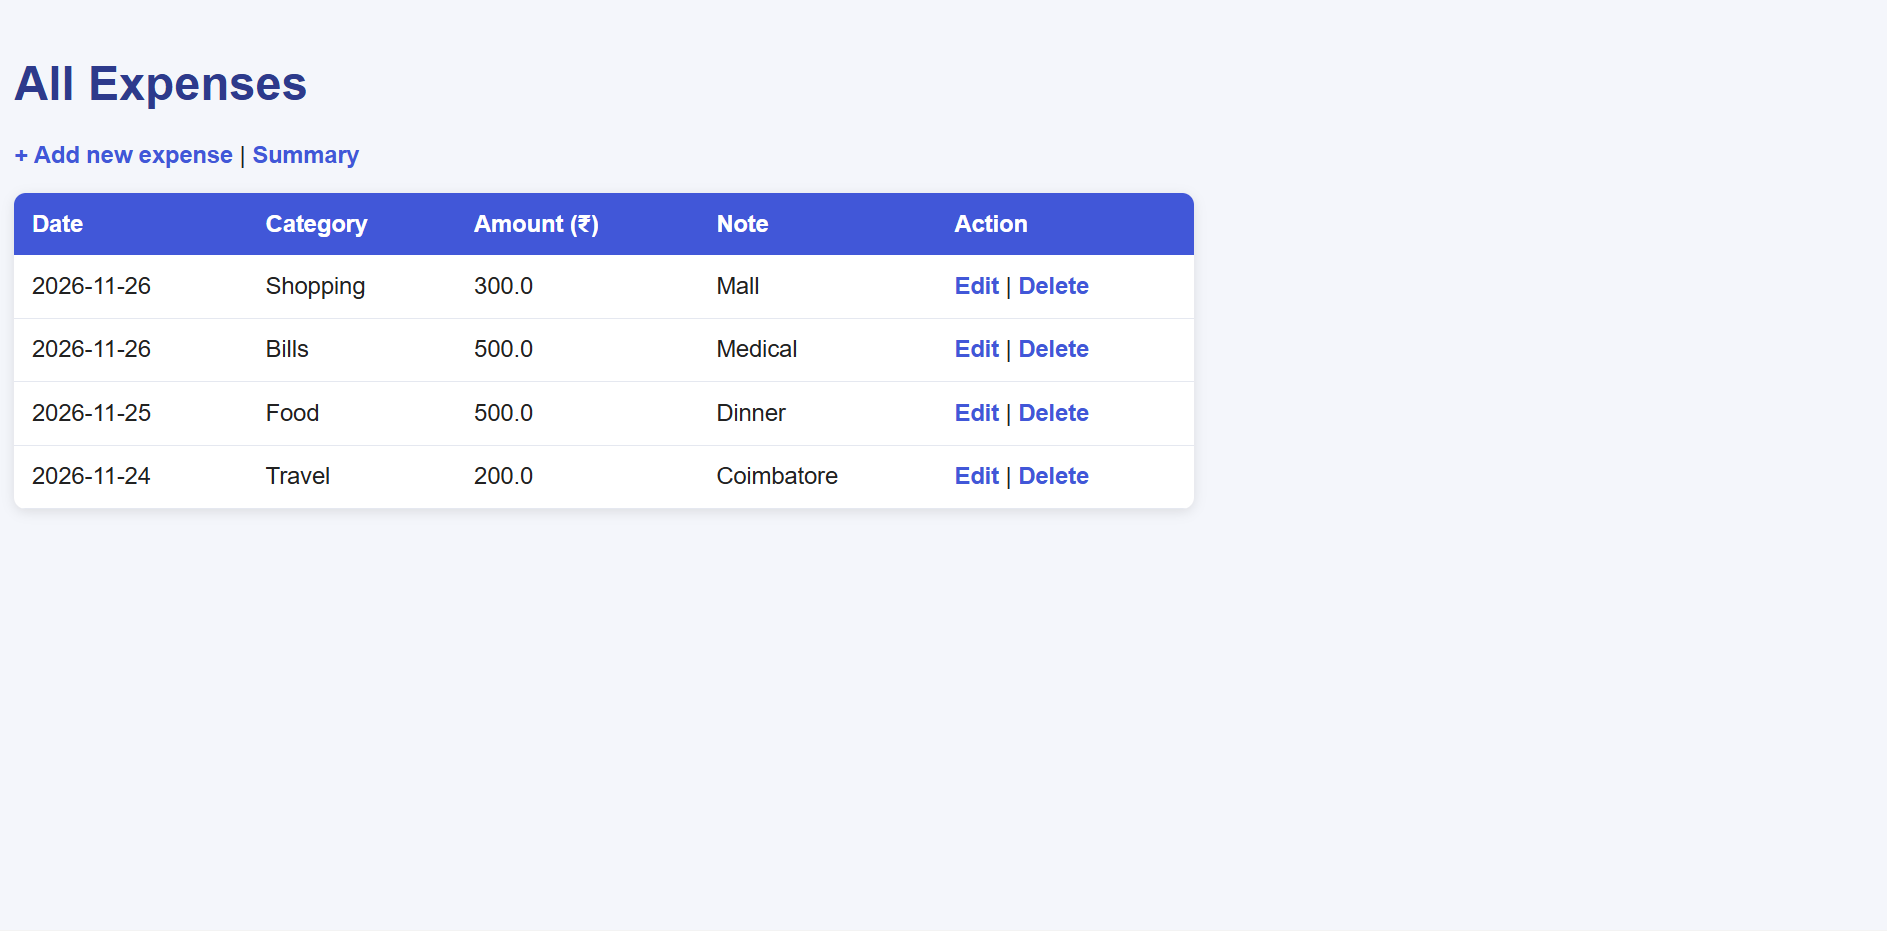 All Expenses
+ Add new expense | Summary
Date Category Amount (₹) Note Action
2026-11-26 Shopping 300.0 Mall Edit | Delete
2026-11-26 Bills 500.0 Medical Edit | Delete
2026-11-25 Food 500.0 Dinner Edit | Delete
2026-11-24 Travel 200.0 Coimbatore Edit | Delete